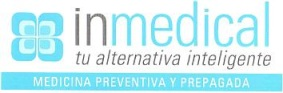 inmedical
tu alternativa inteligente
MEDICINA PREVENTIVA Y PREPAGADA